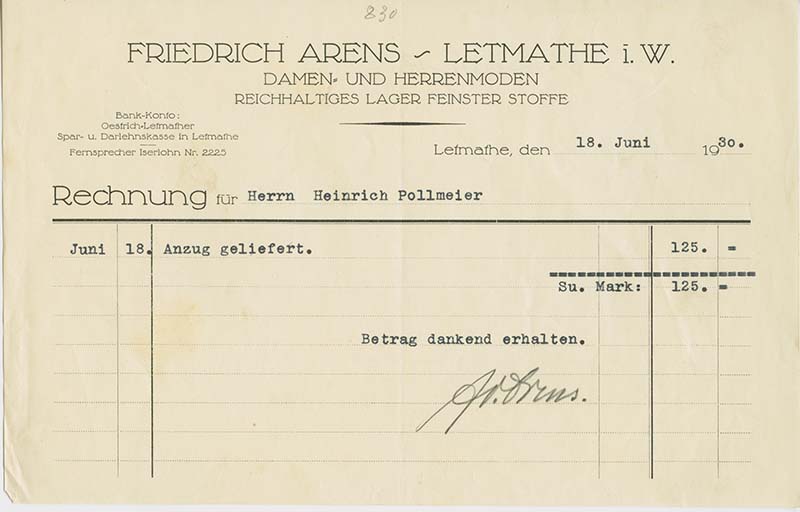 830
FRIEDRICH ARENS ~ LETMATHE i. W.
DAMEN- UND HERRENMODEN
REICHHALTIGES LAGER FEINSTER STOFFE
Bank-Konto:
Oestrich-Letmather
Spar- u. Darlehnskasse in Letmathe
Fernsprecher Iserlohn Nr. 2225
Letmathe, den 18. Juni 1930.
Rechnung für Herrn Heinrich Pollmeier
Juni 18. Anzug geliefert. 125. -
Su. Mark: 125. -
Betrag dankend erhalten.
Fd. Arens.